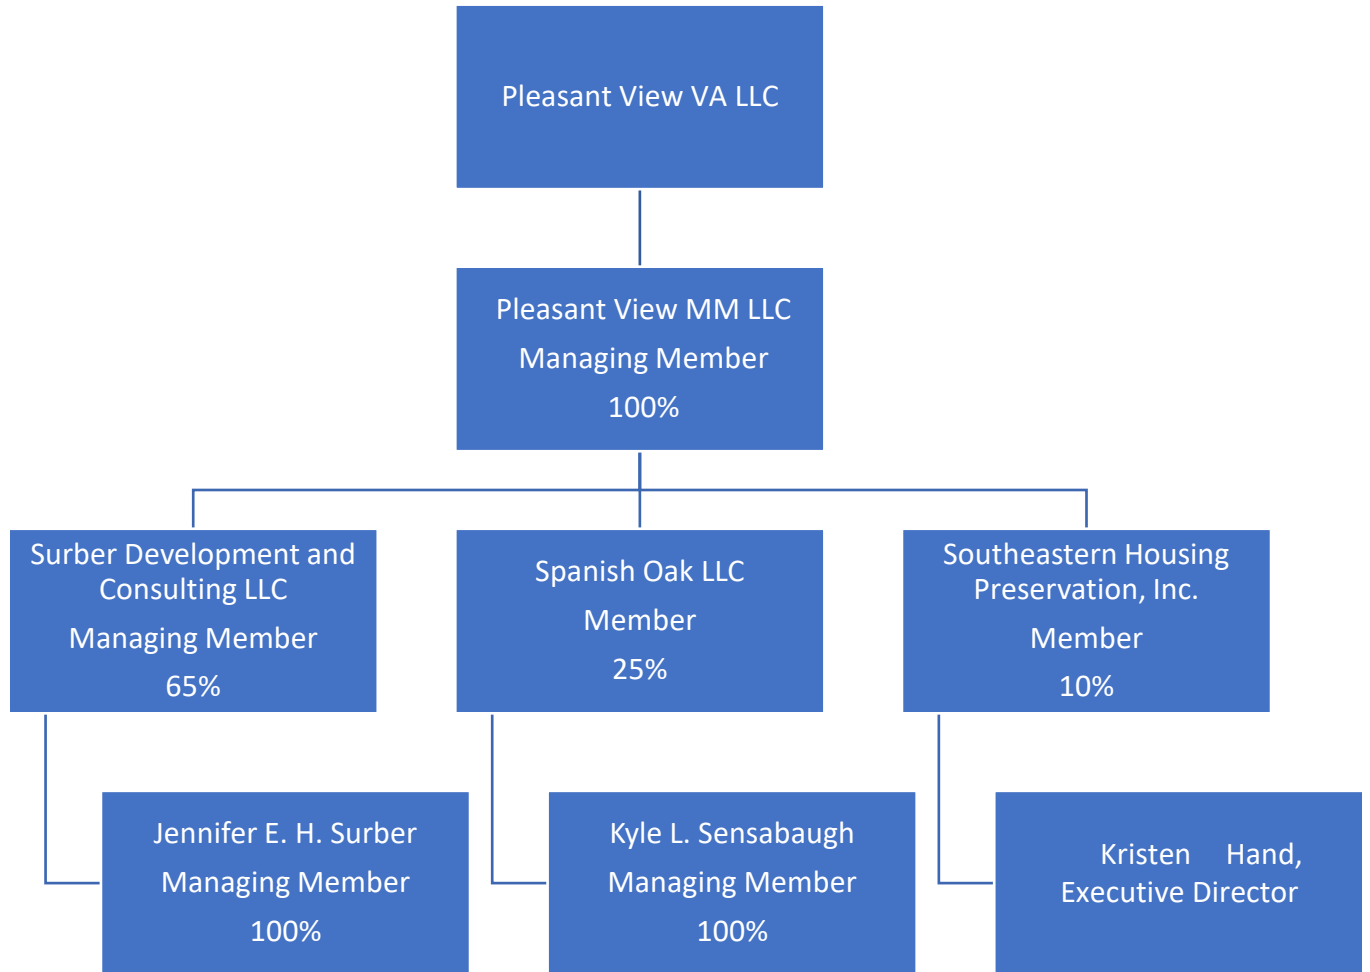 Pleasant View VA LLC
Pleasant View MM LLC
Managing Member
100%
Surber Development and
Consulting LLC
Managing Member
65%
Spanish Oak LLC
Member
25%
Southeastern Housing
Preservation, Inc.
Member
10%
Jennifer E. H. Surber
Managing Member
100%
Kyle L. Sensabaugh
Managing Member
100%
Kristen Hand,
Executive Director